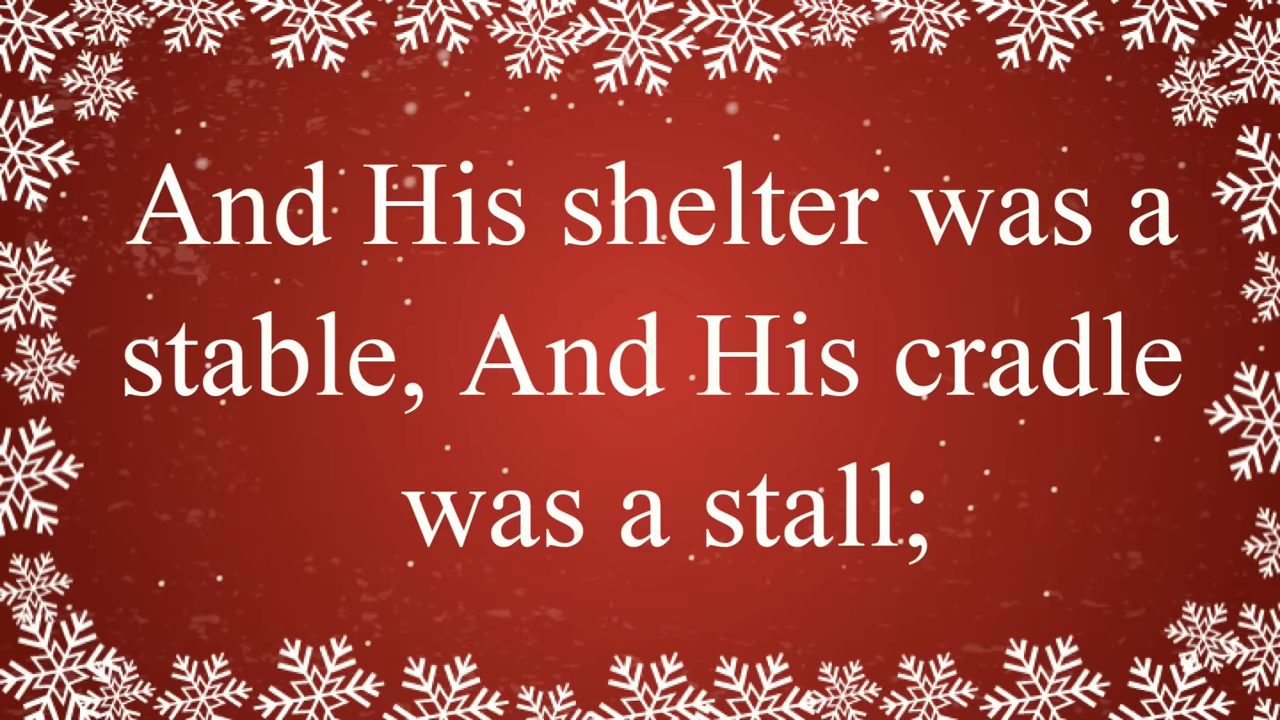 And His shelter was a
stable, And His cradle
was a stall;